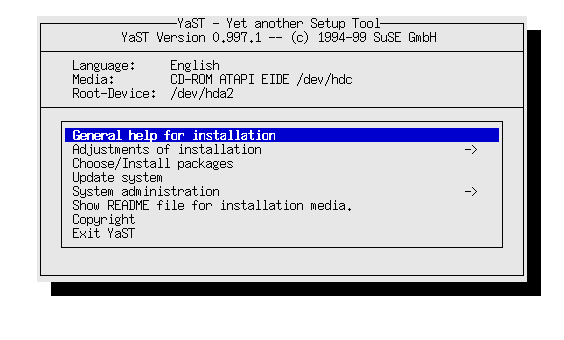 YaST - Yet another Setup Tool
YaST Version 0.997.1 -- (c) 1994-99 SuSE GmbH
Language: English
Media: CD-ROM ATAPI EIDE /dev/hdc
Root-Device: /dev/hda2
General help for installation
Adjustments of installation ->
Choose/Install packages
Update system
System administration ->
Show README file for installation media.
Copyright
Exit YaST